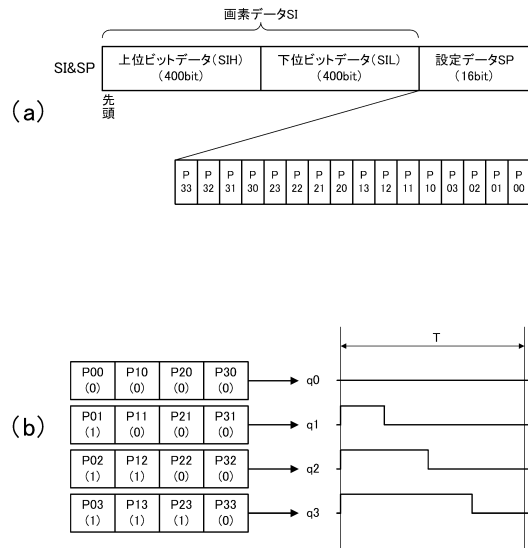 画素データSI
SI&SP
上位ビットデータ(SIH)
(400bit)
下位ビットデータ(SIL)
(400bit)
設定データSP
(16bit)
先頭
(a)
P33 P32 P31 P30 P23 P22 P21 P20 P13 P12 P11 P10 P03 P02 P01 P00
(b)
T
P00 P10 P20 P30
(0) (0) (0) (0)
q0
P01 P11 P21 P31
(1) (0) (0) (0)
q1
P02 P12 P22 P32
(1) (1) (0) (0)
q2
P03 P13 P23 P33
(1) (1) (1) (0)
q3